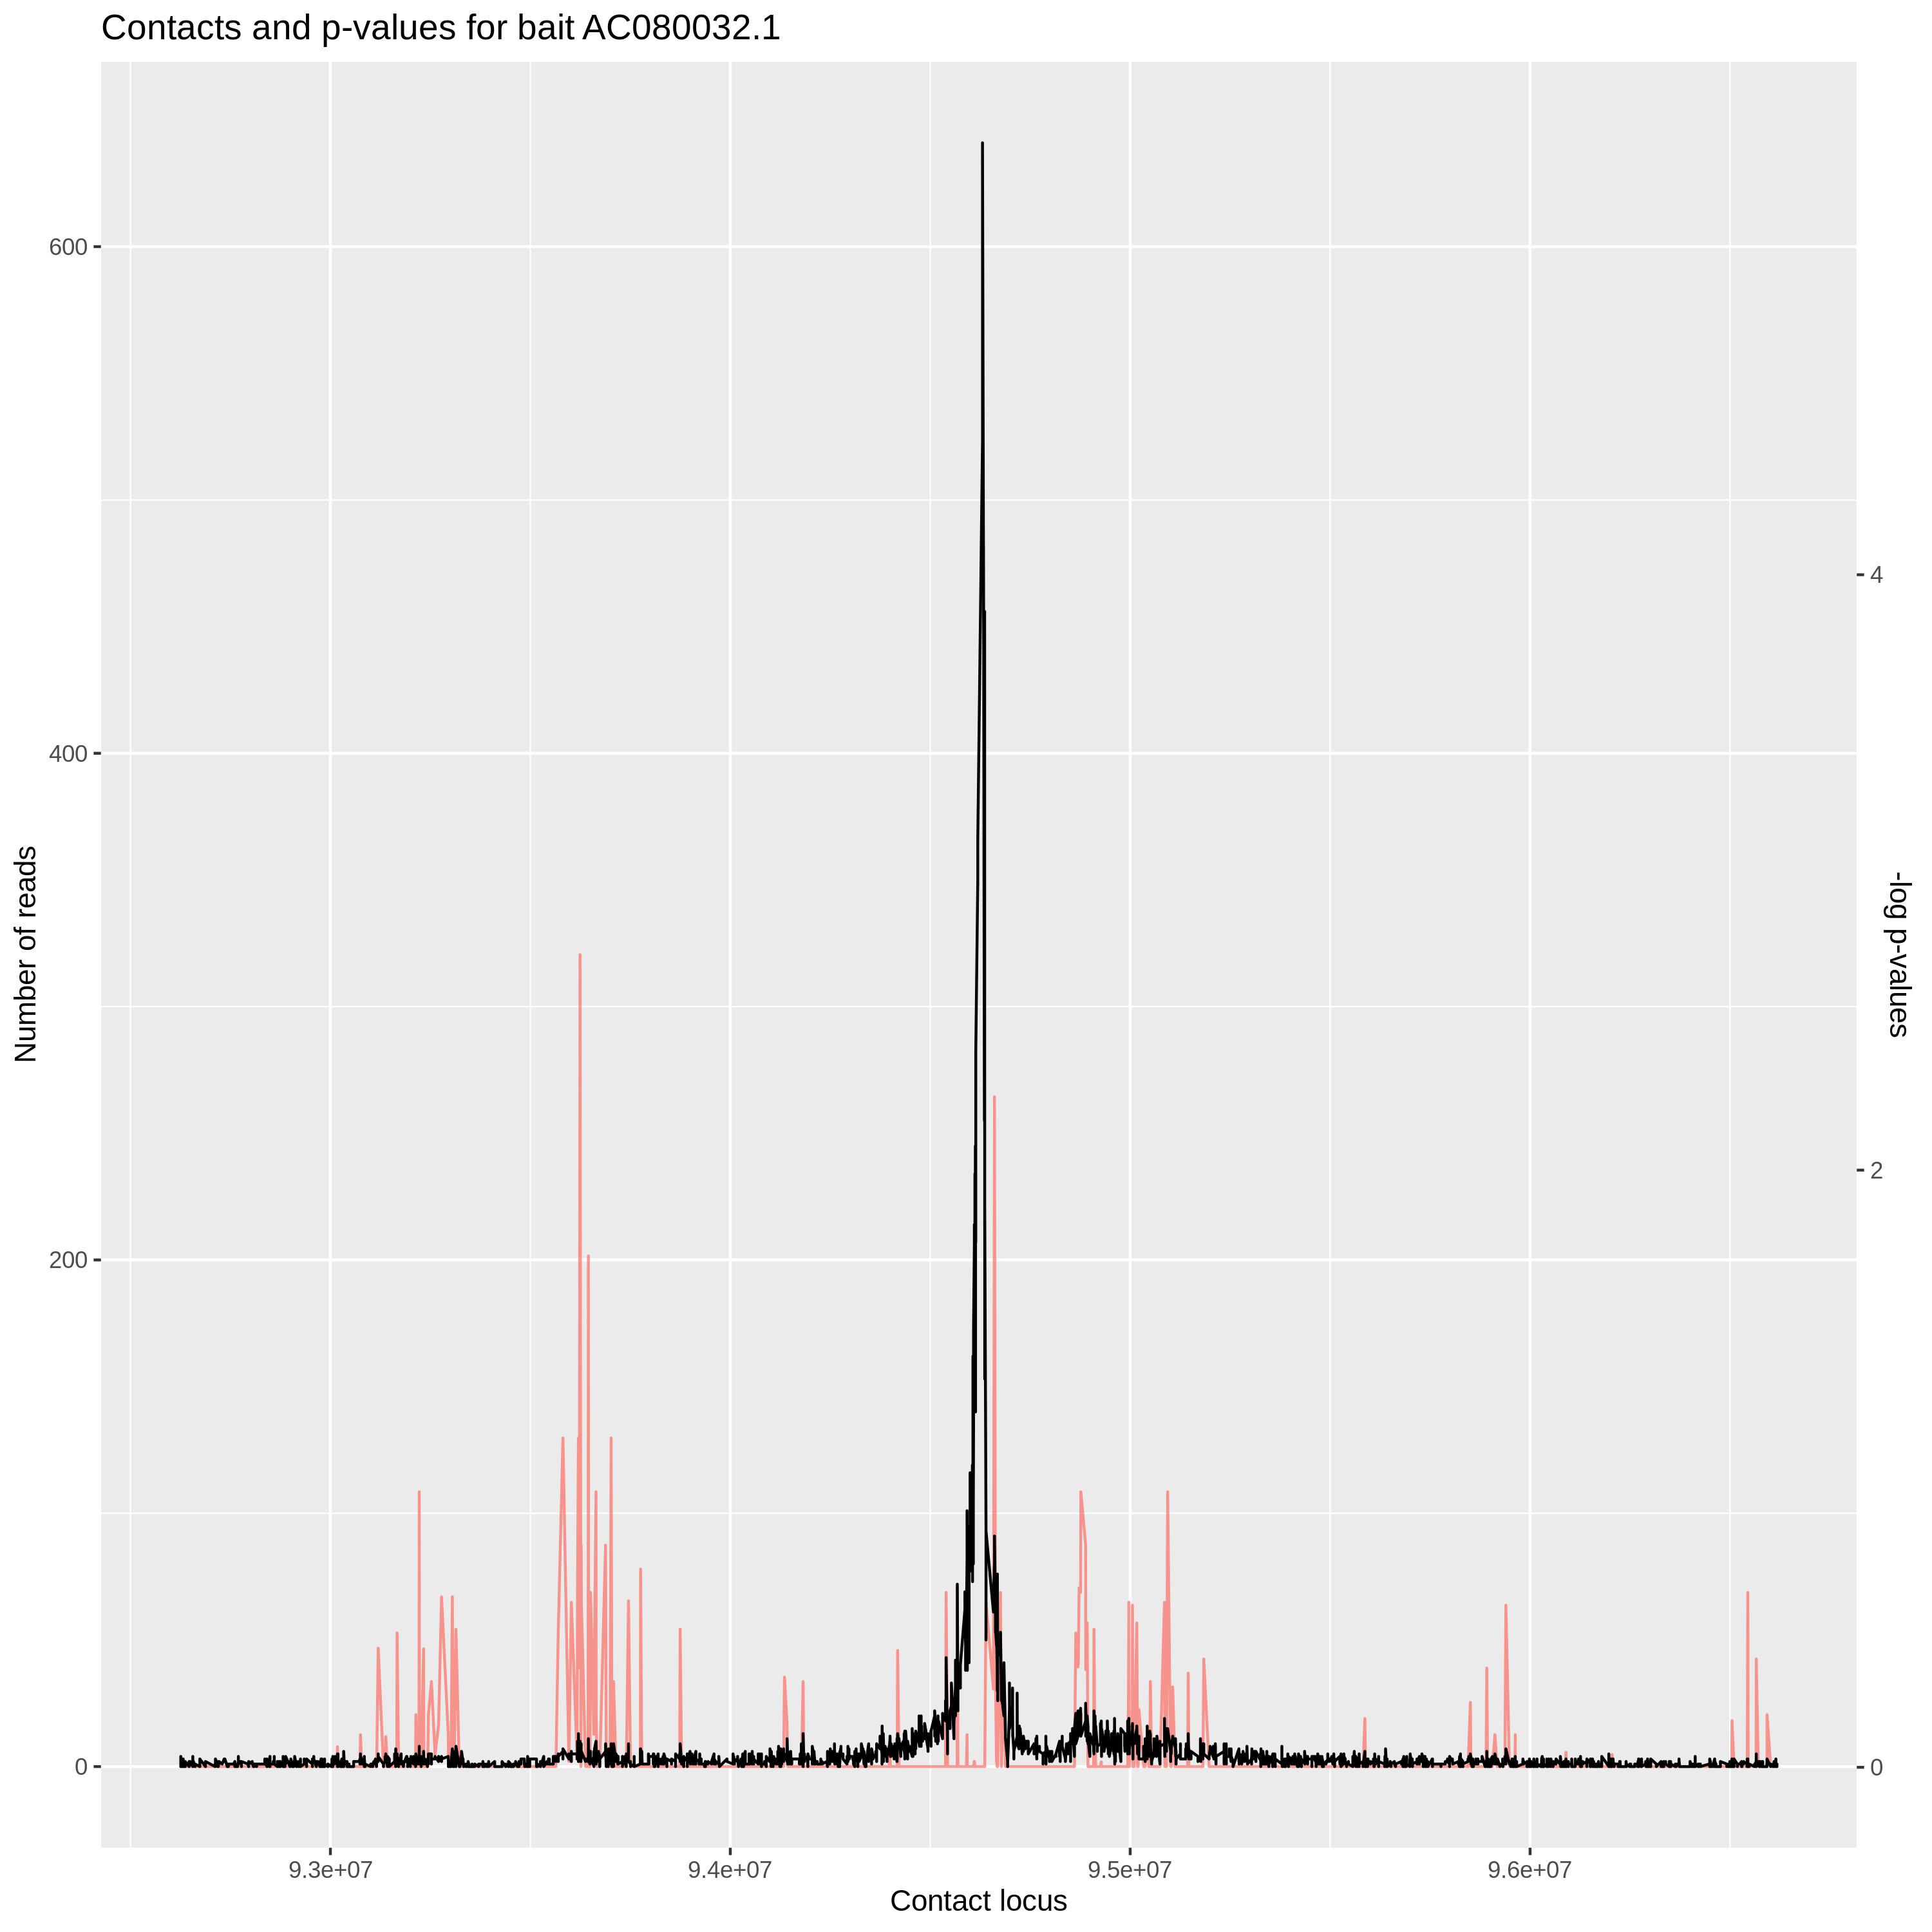 Contacts and p-values for bait AC080032.1
600
400
200
0
Number of reads
4
2
0
-log p-values
9.3e+07
9.4e+07
9.5e+07
9.6e+07
Contact locus